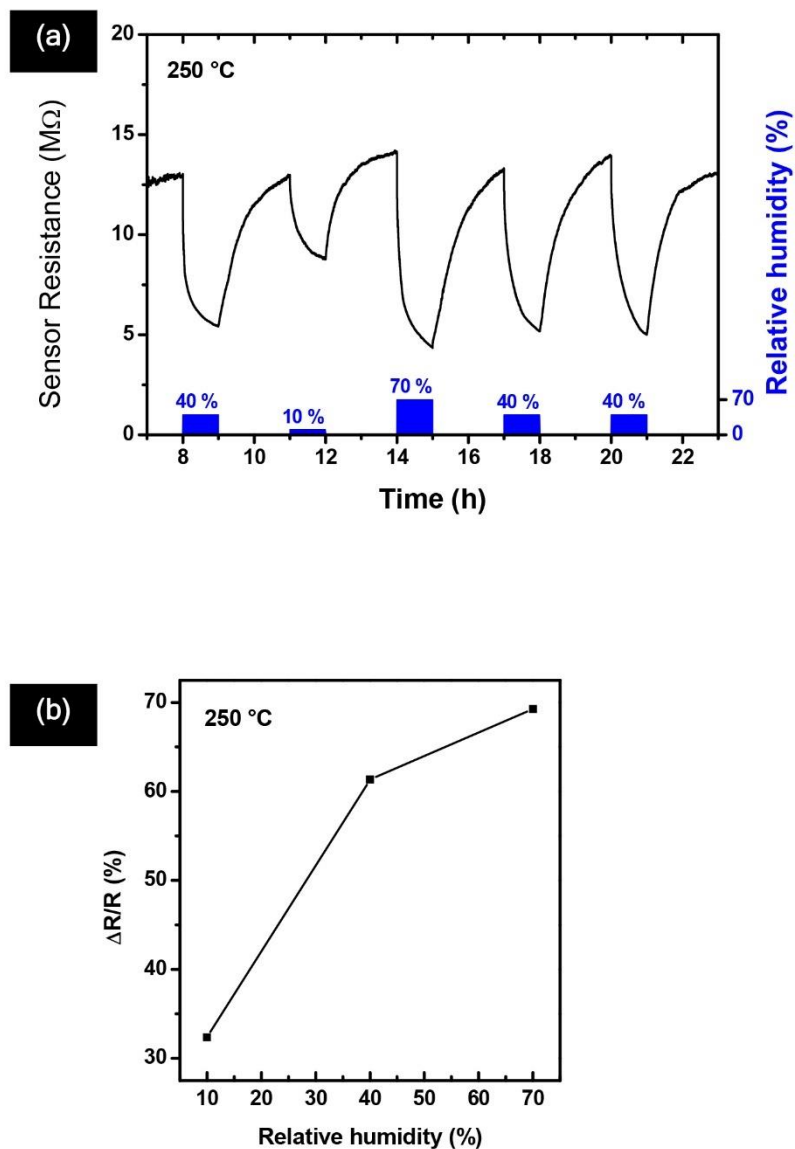 (a)
250 °C
20
15
10
5
0
Sensor Resistance (MΩ)
40 %
10 %
70 %
40 %
40 %
70
0
Relative humidity (%)
8 10 12 14 16 18 20 22
Time (h)
(b)
250 °C
70
60
50
40
30
ΔR/R (%)
10 20 30 40 50 60 70
Relative humidity (%)